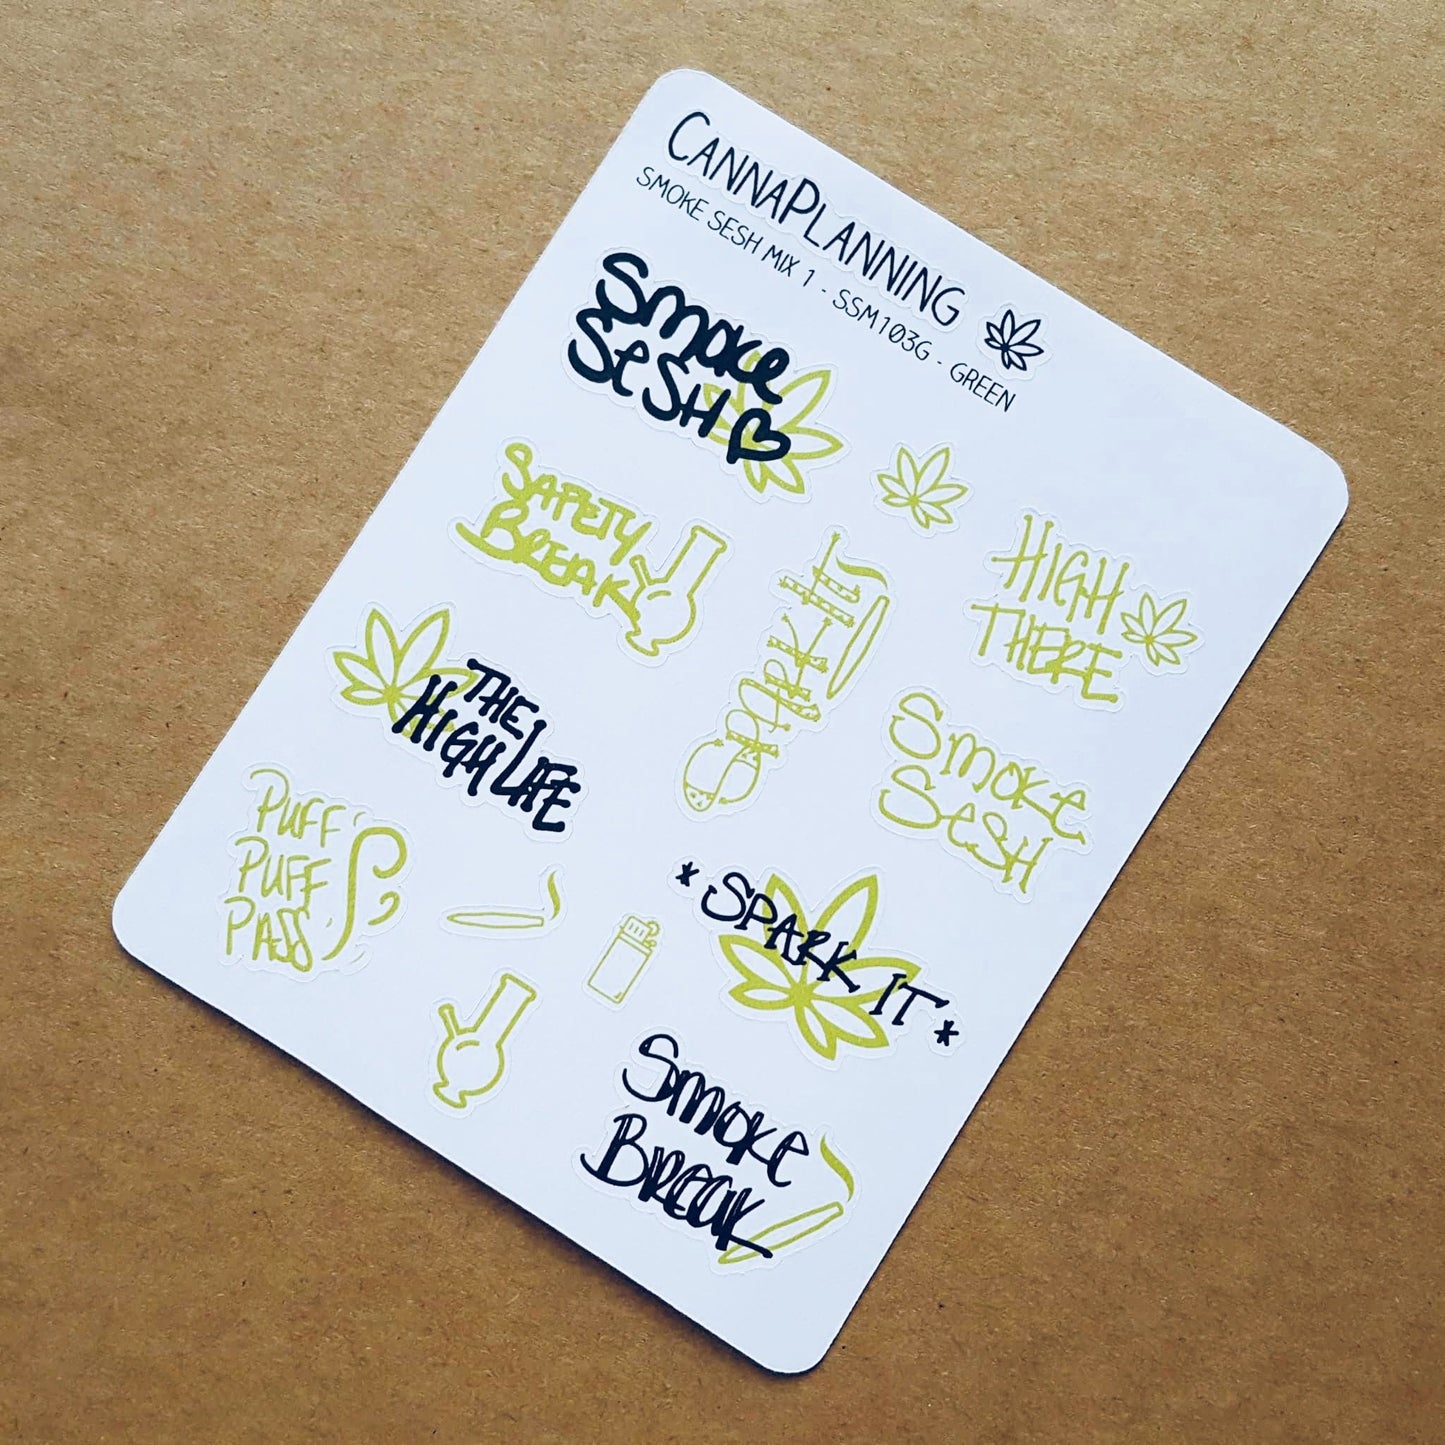 CANNAPLANNING
SMOKE SESH MIX 1 - SSM103G - GREEN
Smoke
SeSH
SAFETY
BREAK
SPARK IT
HIGH
THERE
THE
HIGH LIFE
Smoke
SeSH
PUFF
PUFF
PASS
* SPARK IT *
Smoke
BREAK